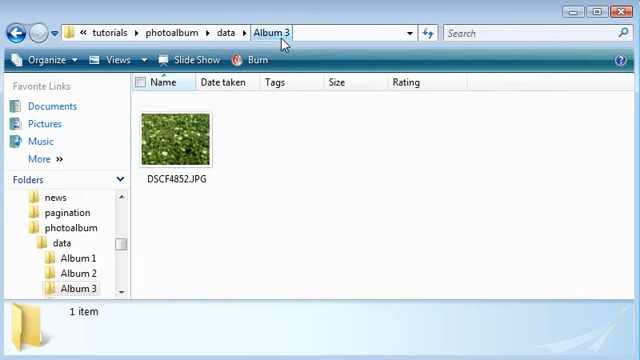 « tutorials ▸ photoalbum ▸ data ▸ Album 3
Search
Organize Views Slide Show Burn
Favorite Links
Documents
Pictures
Music
More »
Folders
news
pagination
photoalbum
data
Album 1
Album 2
Album 3
Name Date taken Tags Size Rating
DSCF4852.JPG
1 item